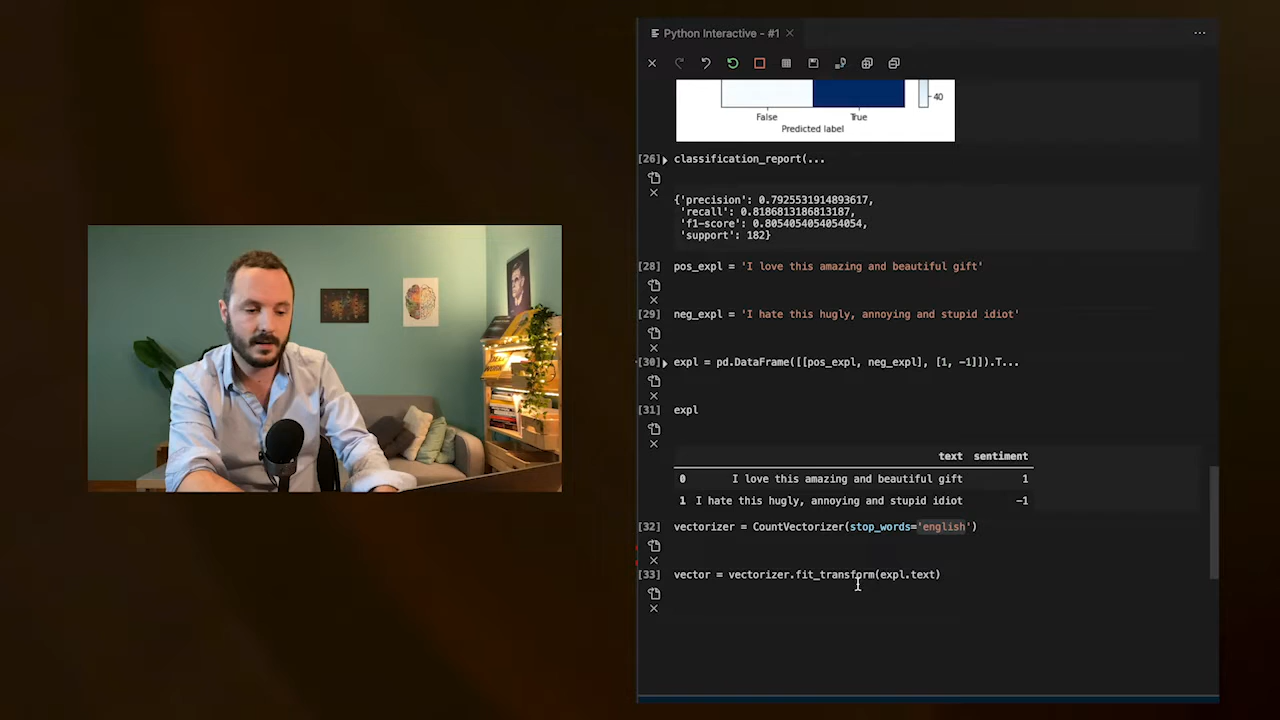 Python Interactive - #1
40
False True
Predicted label
[26] classification_report(...
{'precision': 0.7925531914893617,
'recall': 0.8186813186813187,
'f1-score': 0.8054054054054054,
'support': 182}
[28] pos_expl = 'I love this amazing and beautiful gift'
[29] neg_expl = 'I hate this hugly, annoying and stupid idiot'
[30] expl = pd.DataFrame([[pos_expl, neg_expl], [1, -1]]).T...
[31] expl
text sentiment
0 I love this amazing and beautiful gift 1
1 I hate this hugly, annoying and stupid idiot -1
[32] vectorizer = CountVectorizer(stop_words='english')
[33] vector = vectorizer.fit_transform(expl.text)